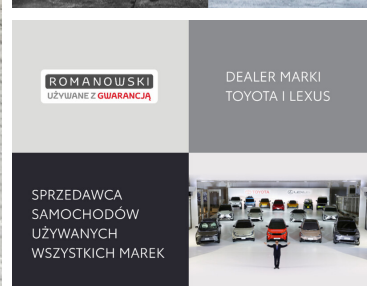 ROMANOWSKI
UŻYWANE Z GWARANCJĄ
DEALER MARKI
TOYOTA I LEXUS
SPRZEDAWCA
SAMOCHODÓW
UŻYWANYCH
WSZYSTKICH MAREK